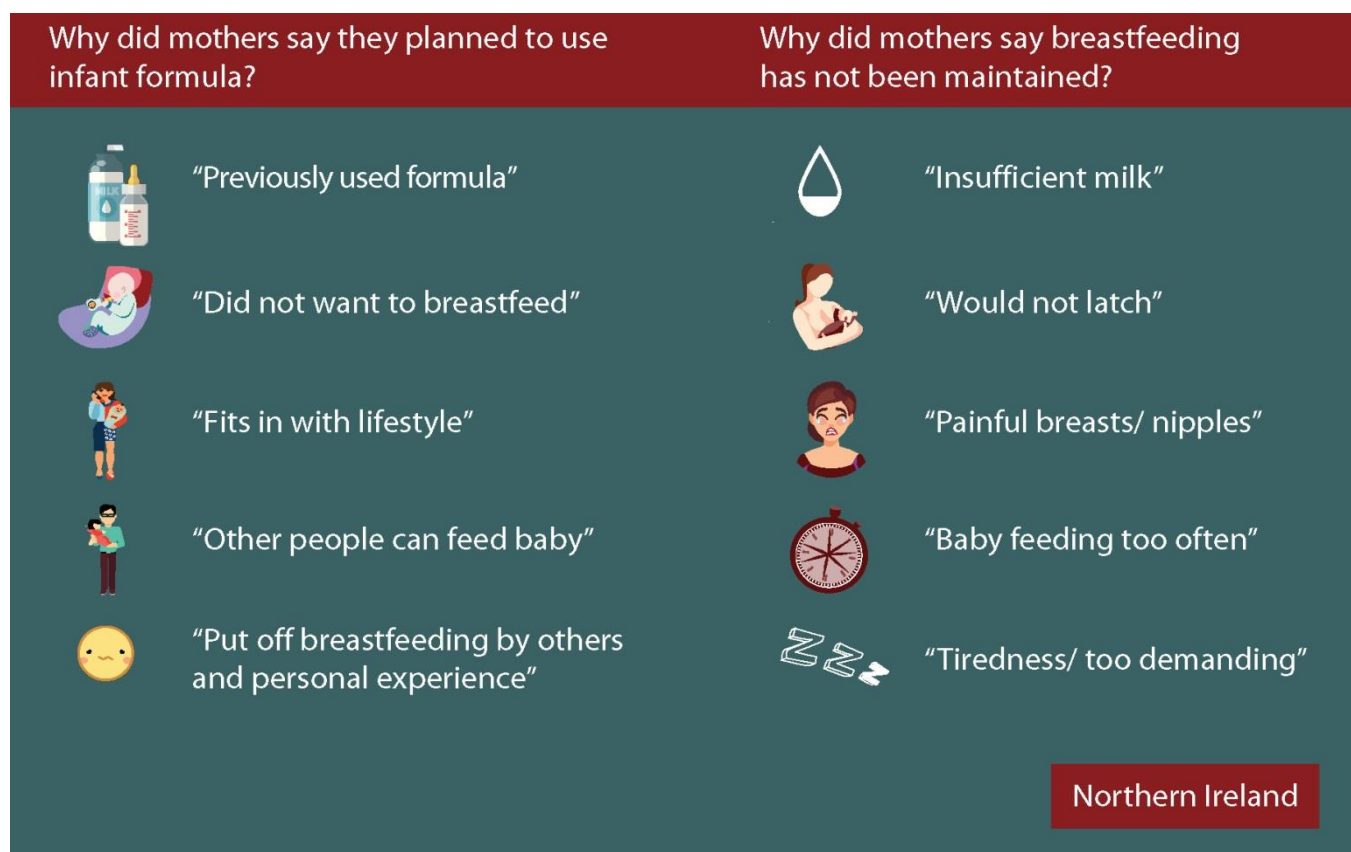 Why did mothers say they planned to use
infant formula?
“Previously used formula”
“Did not want to breastfeed”
“Fits in with lifestyle”
“Other people can feed baby”
“Put off breastfeeding by others
and personal experience”
Why did mothers say breastfeeding
has not been maintained?
“Insufficient milk”
“Would not latch”
“Painful breasts/ nipples”
“Baby feeding too often”
“Tiredness/ too demanding”
Northern Ireland
MILK
ZZz